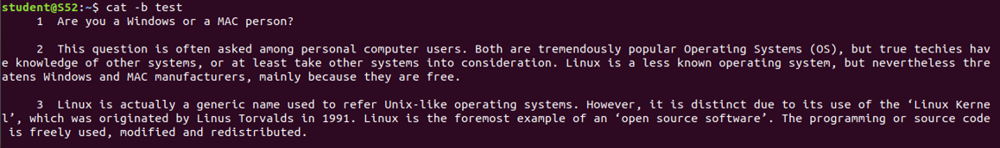 student@S52:~$ cat -b test
     1  Are you a Windows or a MAC person?

     2  This question is often asked among personal computer users. Both are tremendously popular Operating Systems (OS), but true techies hav
e knowledge of other systems, or at least take other systems into consideration. Linux is a less known operating system, but nevertheless thre
atens Windows and MAC manufacturers, mainly because they are free.

     3  Linux is actually a generic name used to refer Unix-like operating systems. However, it is distinct due to its use of the ‘Linux Kerne
l’, which was originated by Linus Torvalds in 1991. Linux is the foremost example of an ‘open source software’. The programming or source code
 is freely used, modified and redistributed.